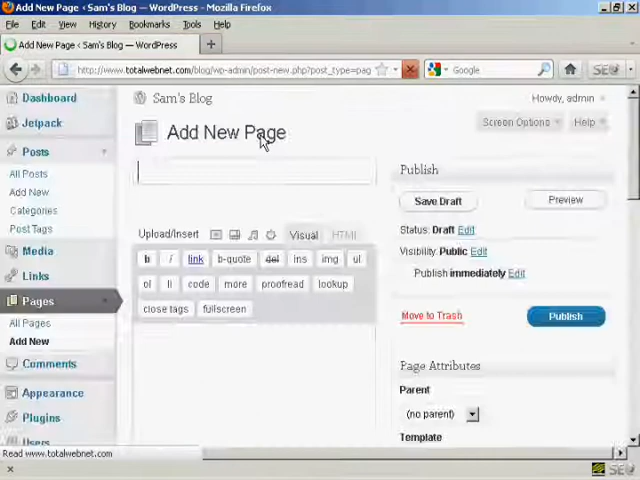 Add New Page ‹ Sam's Blog — WordPress - Mozilla Firefox
File Edit View History Bookmarks Tools Help
Add New Page ‹ Sam's Blog — WordPress
http://www.totalwebnet.com/blog/wp-admin/post-new.php?post_type=pag
Google
SEO
Dashboard
Jetpack
Posts
All Posts
Add New
Categories
Post Tags
Media
Links
Pages
All Pages
Add New
Comments
Appearance
Plugins
Users
Sam's Blog
Howdy, admin
Add New Page
Screen Options
Help
Upload/Insert
Visual
HTML
b i link b-quote del ins img ul
ol li code more proofread lookup
close tags fullscreen
Publish
Save Draft
Preview
Status: Draft Edit
Visibility: Public Edit
Publish immediately Edit
Move to Trash
Publish
Page Attributes
Parent
(no parent)
Template
Read www.totalwebnet.com